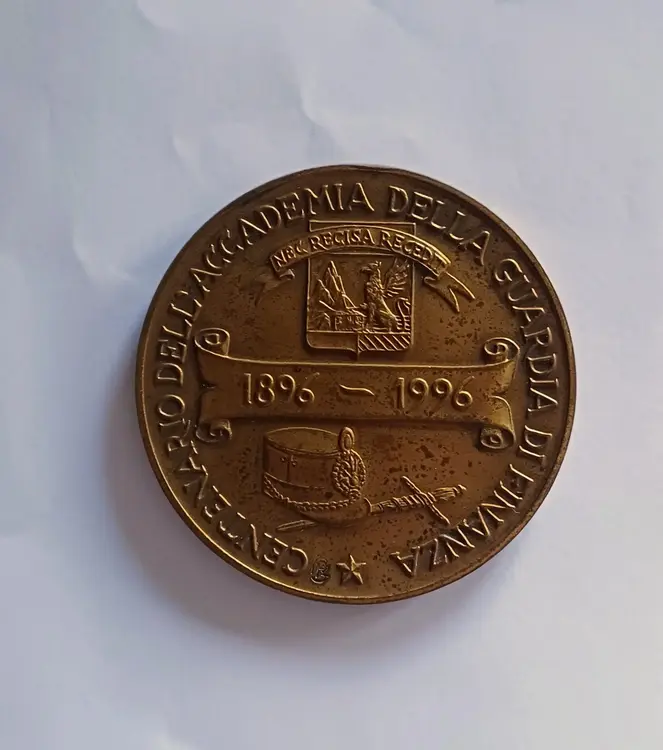 CENTENARIO DELL'ACCADEMIA DELLA GUARDIA DI FINANZA
NEC RECISA RECEDIT
1896 ~ 1996